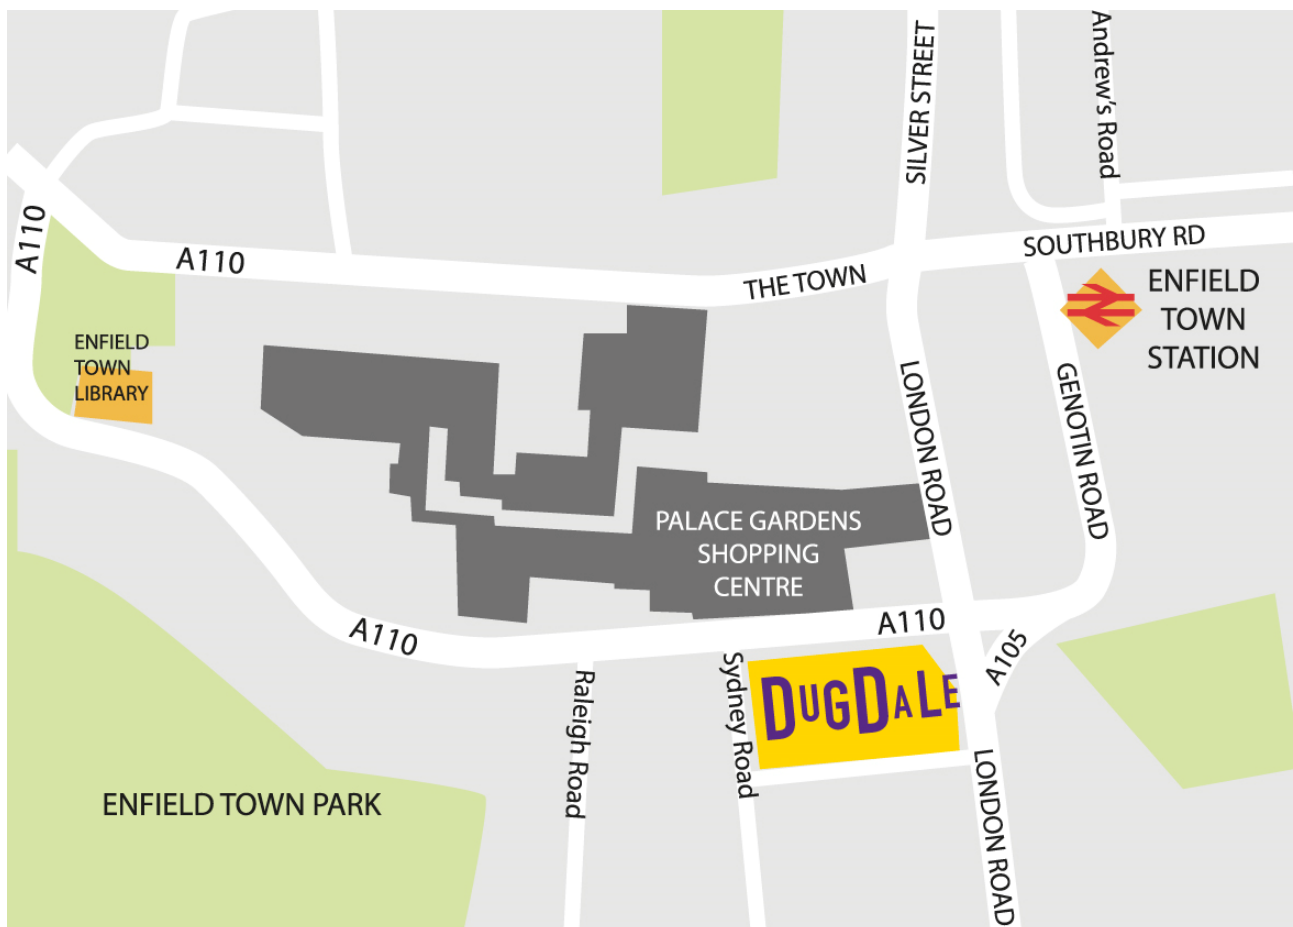 SILVER STREET
Andrew's Road
A110
A110
THE TOWN
SOUTHBURY RD
ENFIELD
TOWN
STATION
ENFIELD
TOWN
LIBRARY
LONDON ROAD
GENOTIN ROAD
PALACE GARDENS
SHOPPING
CENTRE
A110
A110
A105
Raleigh Road
Sydney Road
DUGDALE
LONDON ROAD
ENFIELD TOWN PARK